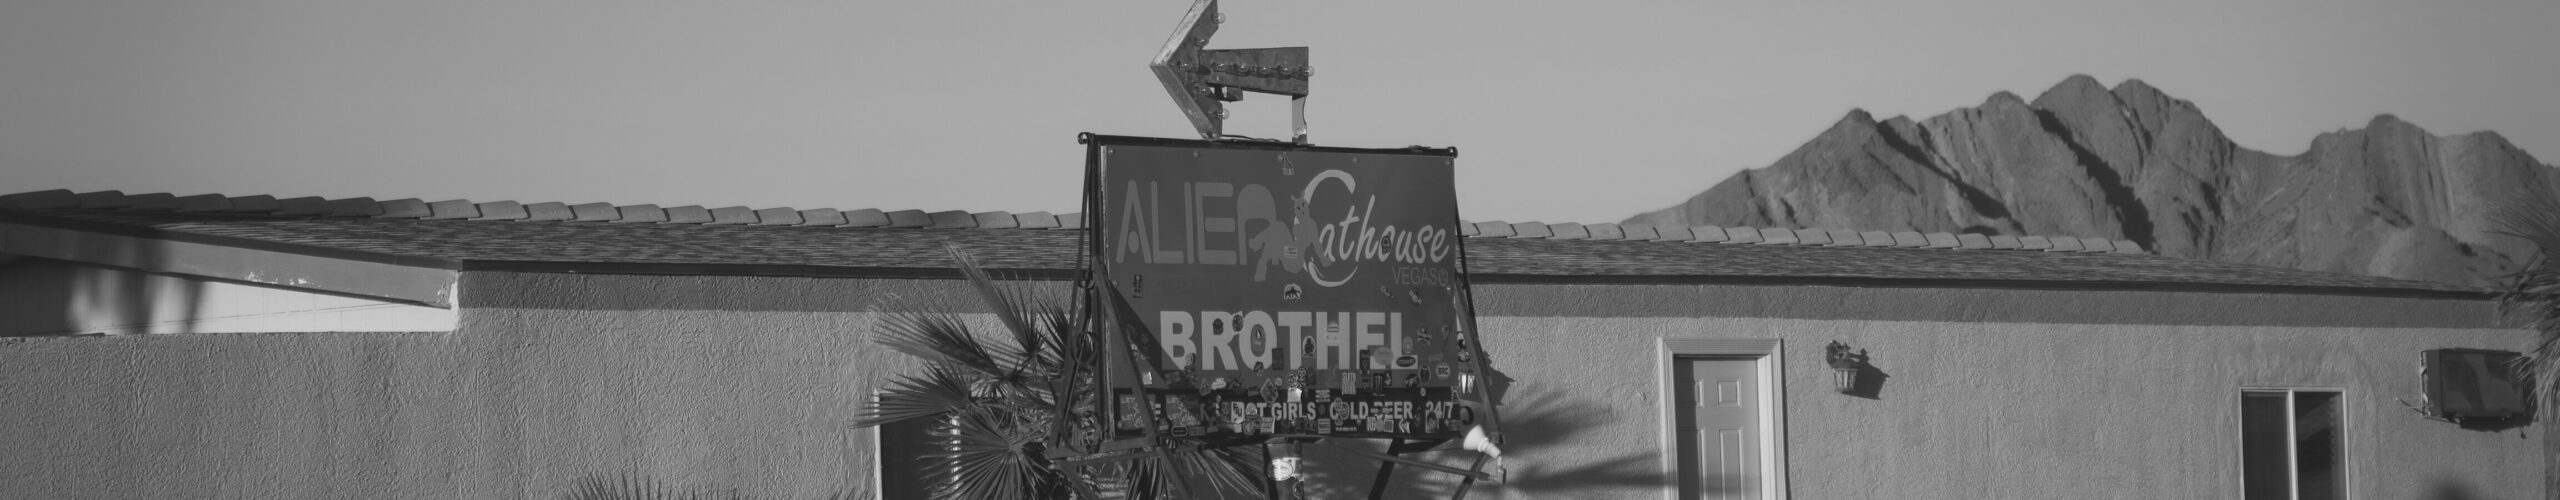 ALIEN Cathouse
VEGAS
BROTHEL
HOT GIRLS COLD BEER 24/7